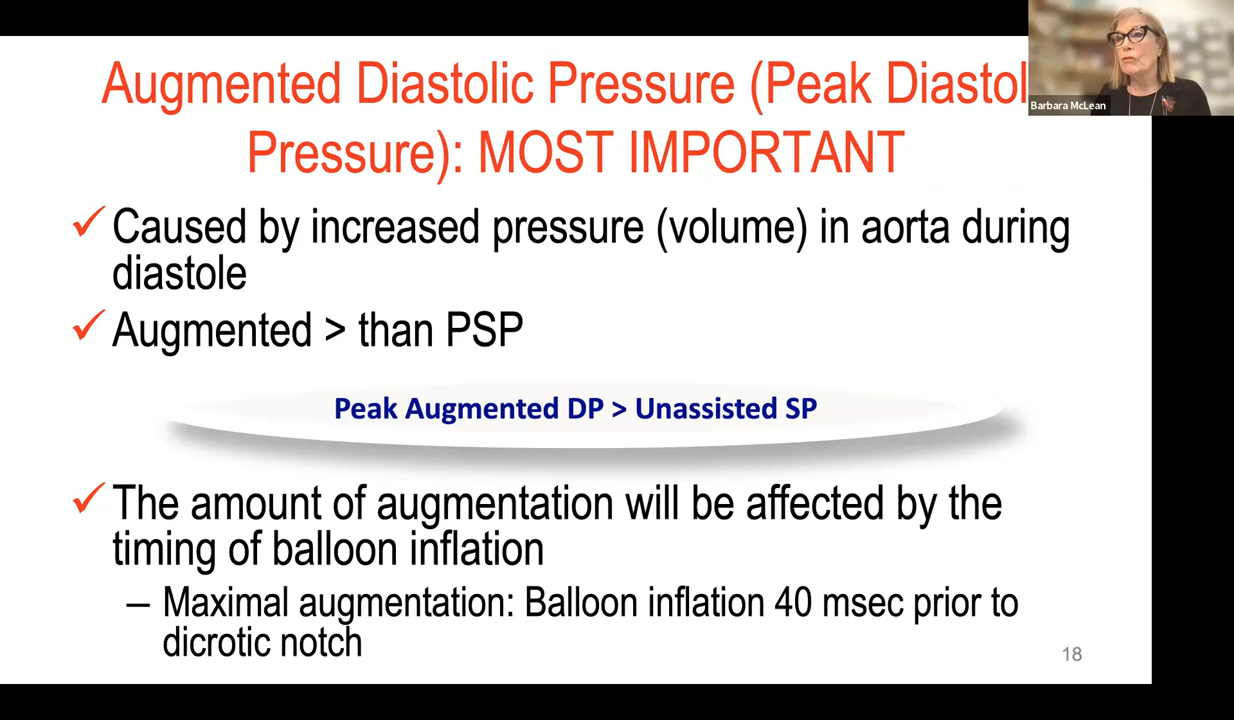 Augmented Diastolic Pressure (Peak Diastol
Pressure): MOST IMPORTANT
Barbara McLean
✓ Caused by increased pressure (volume) in aorta during
diastole
✓ Augmented > than PSP
Peak Augmented DP > Unassisted SP
✓ The amount of augmentation will be affected by the
timing of balloon inflation
– Maximal augmentation: Balloon inflation 40 msec prior to
dicrotic notch
18